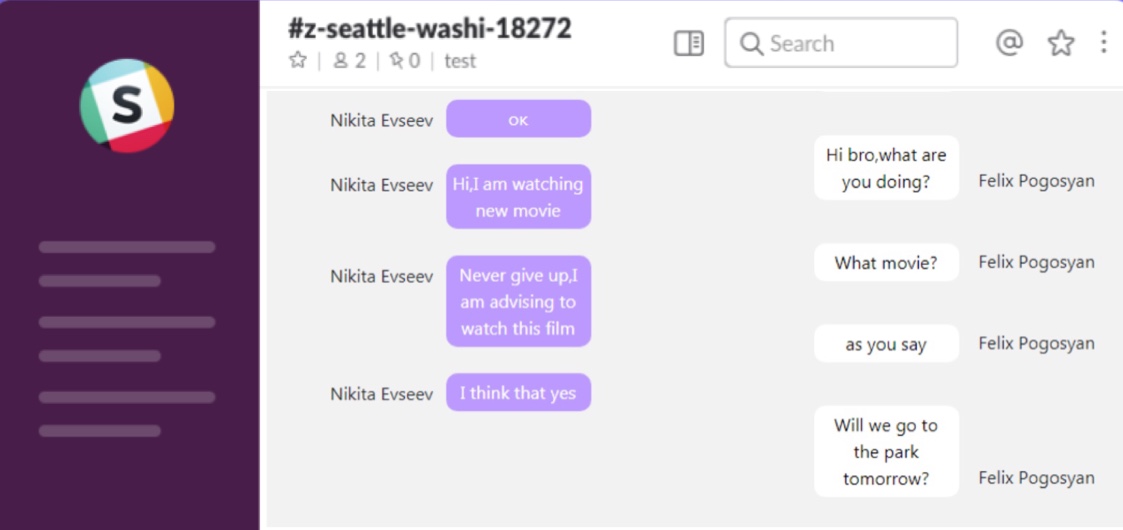 #z-seattle-washi-18272
2 | 0 | test
Search
@
S
Nikita Evseev
OK
Hi bro,what are
you doing?
Felix Pogosyan
Nikita Evseev
Hi,I am watching
new movie
What movie?
Felix Pogosyan
Nikita Evseev
Never give up,I
am advising to
watch this film
as you say
Felix Pogosyan
Nikita Evseev
I think that yes
Will we go to
the park
tomorrow?
Felix Pogosyan